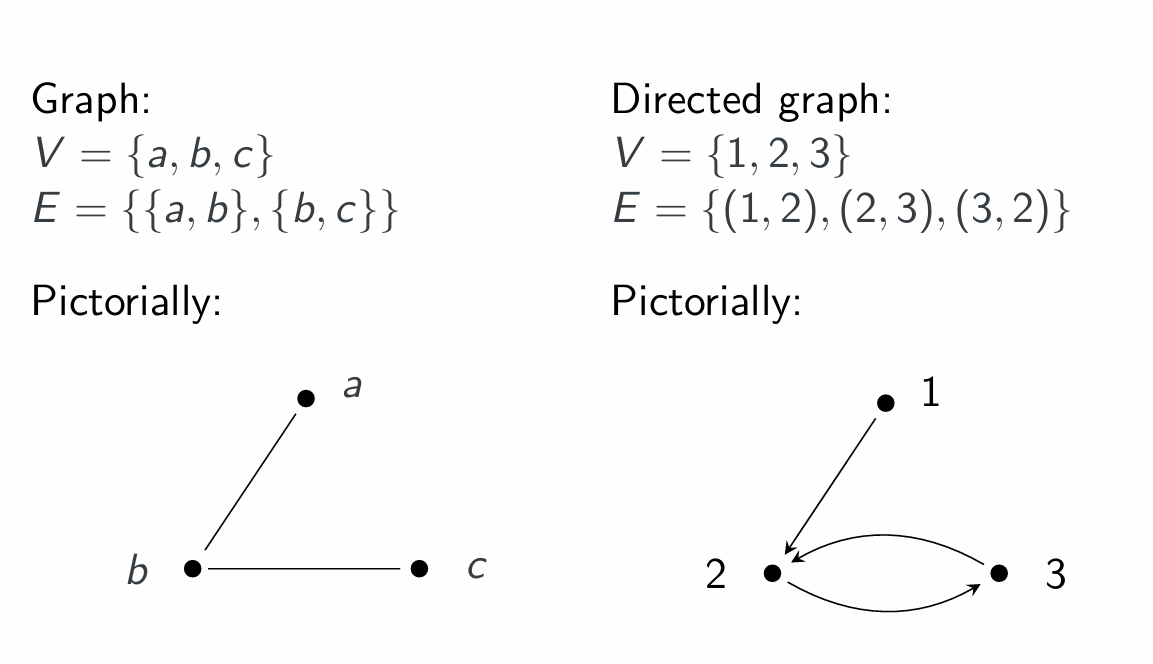 Graph:
V = {a, b, c}
E = {{a, b}, {b, c}}
Pictorially:
a
b
c
Directed graph:
V = {1, 2, 3}
E = {(1, 2), (2, 3), (3, 2)}
Pictorially:
1
2
3